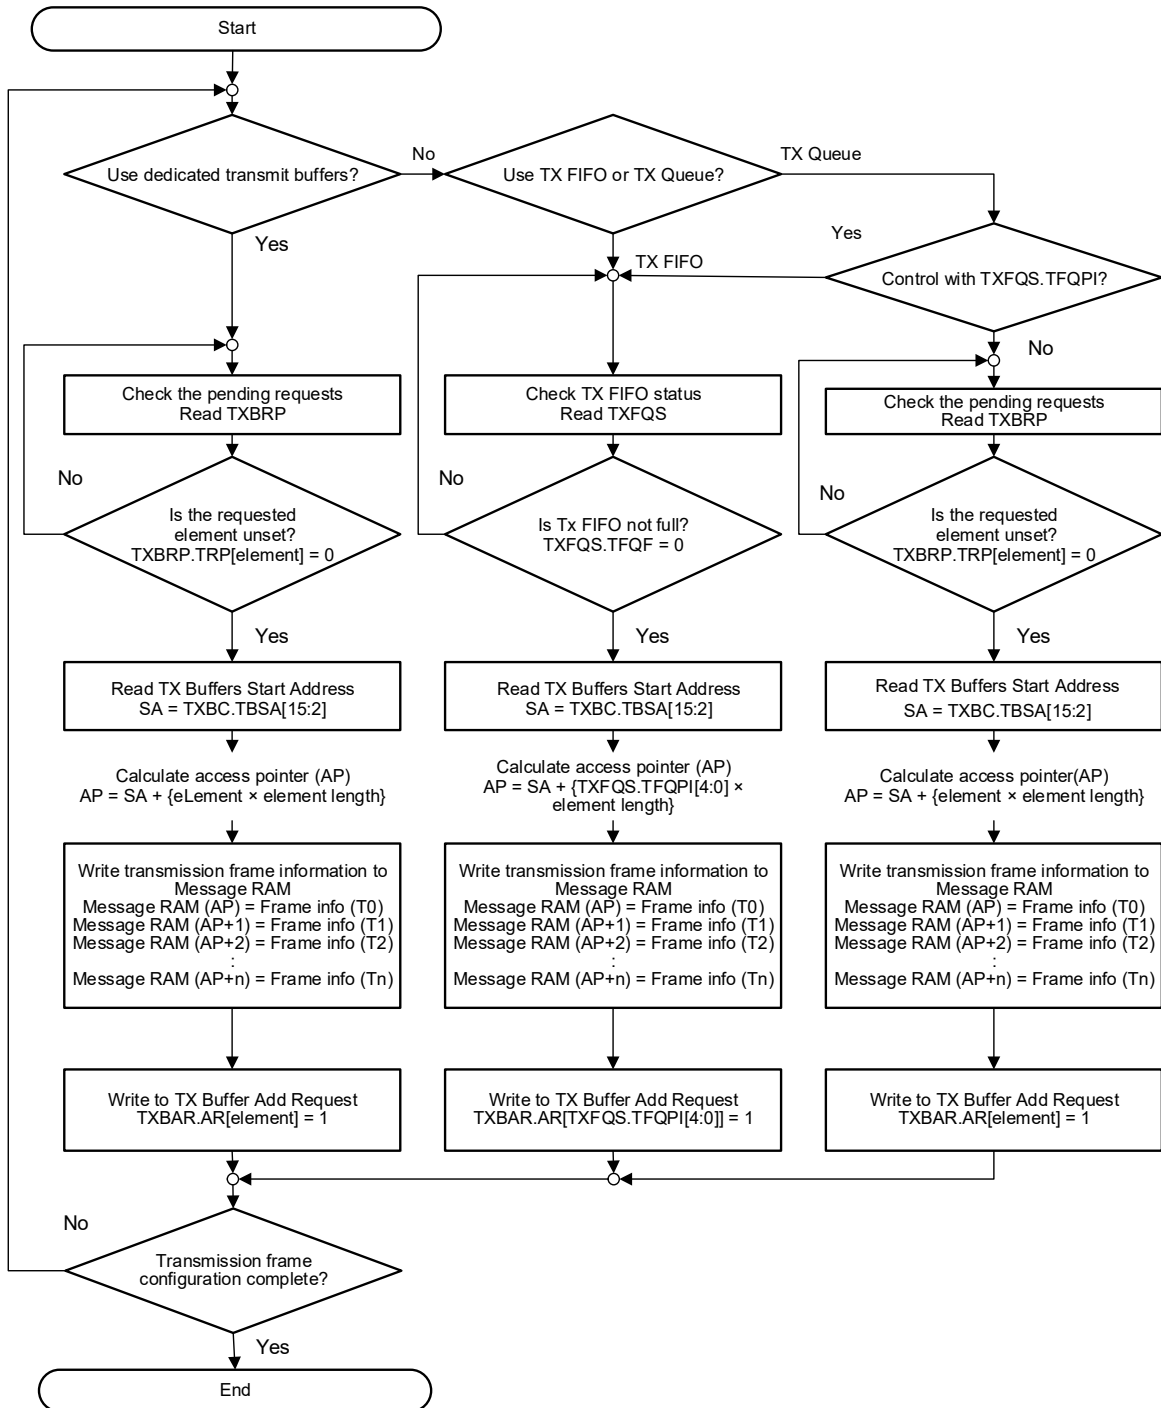 Start
Use dedicated transmit buffers?
No
Use TX FIFO or TX Queue?
TX Queue
Yes
Yes
TX FIFO
Control with TXFQS.TFQPI?
No
Check the pending requests
Read TXBRP
Check TX FIFO status
Read TXFQS
Check the pending requests
Read TXBRP
No
Is the requested
element unset?
TXBRP.TRP[element] = 0
No
Is Tx FIFO not full?
TXFQS.TFQF = 0
No
Is the requested
element unset?
TXBRP.TRP[element] = 0
Yes
Yes
Yes
Read TX Buffers Start Address
SA = TXBC.TBSA[15:2]
Read TX Buffers Start Address
SA = TXBC.TBSA[15:2]
Read TX Buffers Start Address
SA = TXBC.TBSA[15:2]
Calculate access pointer (AP)
AP = SA + {eLement × element length}
Calculate access pointer (AP)
AP = SA + {TXFQS.TFQPI[4:0] ×
element length}
Calculate access pointer(AP)
AP = SA + {element × element length}
Write transmission frame information to
Message RAM
Message RAM (AP) = Frame info (T0)
Message RAM (AP+1) = Frame info (T1)
Message RAM (AP+2) = Frame info (T2)
:
Message RAM (AP+n) = Frame info (Tn)
Write transmission frame information to
Message RAM
Message RAM (AP) = Frame info (T0)
Message RAM (AP+1) = Frame info (T1)
Message RAM (AP+2) = Frame info (T2)
:
Message RAM (AP+n) = Frame info (Tn)
Write transmission frame information to
Message RAM
Message RAM (AP) = Frame info (T0)
Message RAM (AP+1) = Frame info (T1)
Message RAM (AP+2) = Frame info (T2)
:
Message RAM (AP+n) = Frame info (Tn)
Write to TX Buffer Add Request
TXBAR.AR[element] = 1
Write to TX Buffer Add Request
TXBAR.AR[TXFQS.TFQPI[4:0]] = 1
Write to TX Buffer Add Request
TXBAR.AR[element] = 1
No
Transmission frame
configuration complete?
Yes
End